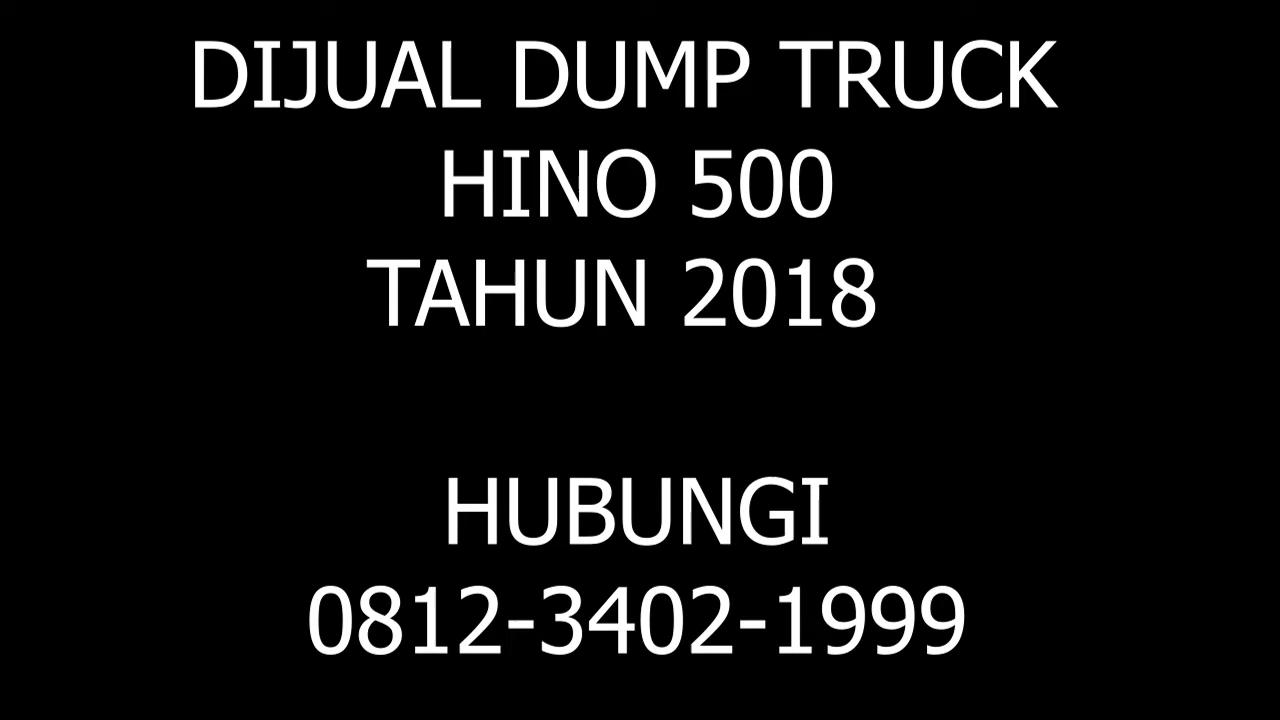 DIJUAL DUMP TRUCK
HINO 500
TAHUN 2018
HUBUNGI
0812-3402-1999